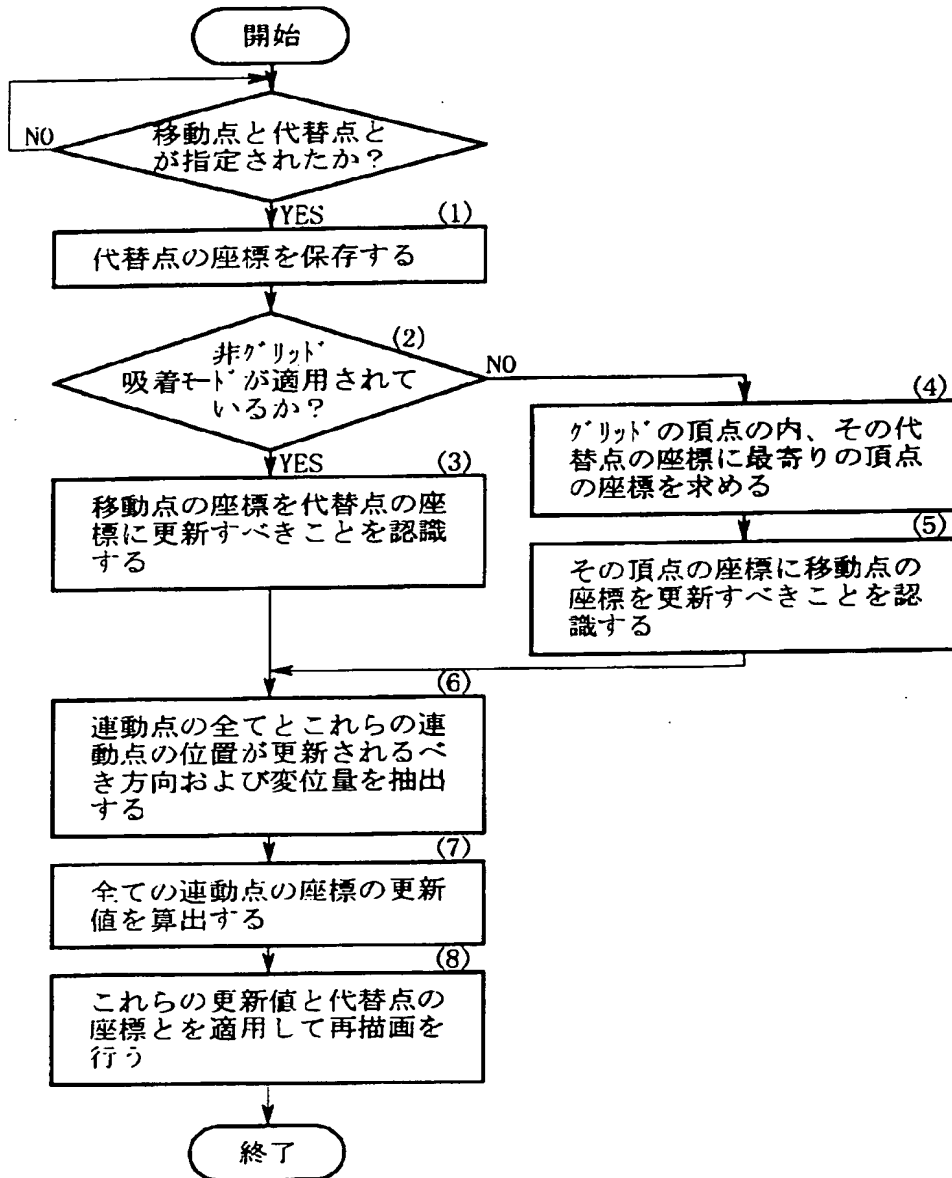 開始
NO
移動点と代替点と
が指定されたか？
YES
(1)
代替点の座標を保存する
(2)
非ｸﾞﾘｯﾄﾞ
吸着ﾓｰﾄﾞが適用されて
いるか？
NO
YES
(3)
移動点の座標を代替点の座
標に更新すべきことを認識
する
(4)
ｸﾞﾘｯﾄﾞの頂点の内、その代
替点の座標に最寄りの頂点
の座標を求める
(5)
その頂点の座標に移動点の
座標を更新すべきことを認
識する
(6)
連動点の全てとこれらの連
動点の位置が更新されるべ
き方向および変位量を抽出
する
(7)
全ての連動点の座標の更新
値を算出する
(8)
これらの更新値と代替点の
座標とを適用して再描画を
行う
終了